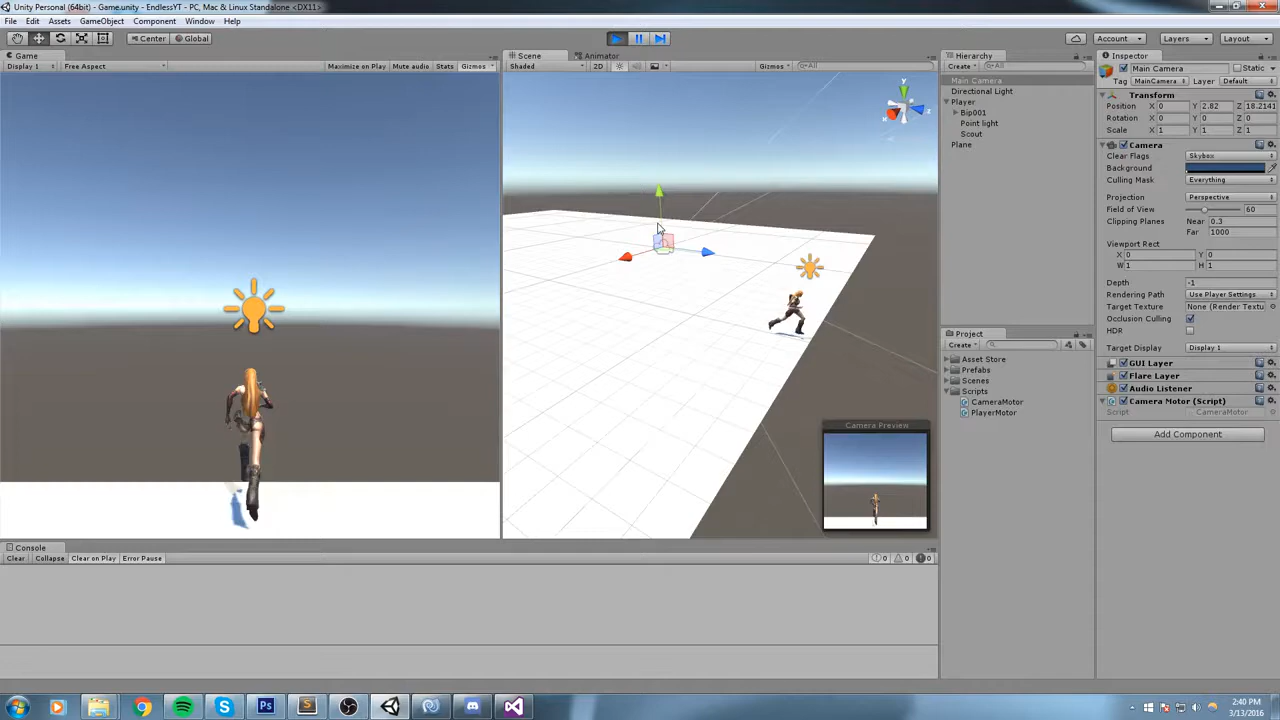 Unity Personal (64bit) - Game.unity - EndlessYT - PC, Mac & Linux Standalone <DX11>
File Edit Assets GameObject Component Window Help
Center Global Account Layers Layout
Game
Display 1 Free Aspect Maximize on Play Mute audio Stats Gizmos
Scene Animator
Shaded 2D Gizmos All
y
x
z
Camera Preview
Hierarchy
Create All
Main Camera
Directional Light
Player
Bip001
Point light
Scout
Plane
Project
Create
Asset Store
Prefabs
Scenes
Scripts
CameraMotor
PlayerMotor
Inspector
Main Camera Static
Tag MainCamera Layer Default
Transform
Position X 0 Y 2.82 Z 18.2141
Rotation X 0 Y 0 Z 0
Scale X 1 Y 1 Z 1
Camera
Clear Flags Skybox
Background
Culling Mask Everything
Projection Perspective
Field of View 60
Clipping Planes Near 0.3
Far 1000
Viewport Rect
X 0 Y 0
W 1 H 1
Depth -1
Rendering Path Use Player Settings
Target Texture None (Render Textu
Occlusion Culling
HDR
Target Display Display 1
GUI Layer
Flare Layer
Audio Listener
Camera Motor (Script)
Script CameraMotor
Add Component
Console
Clear Collapse Clear on Play Error Pause 0 0 0
2:40 PM
3/13/2016